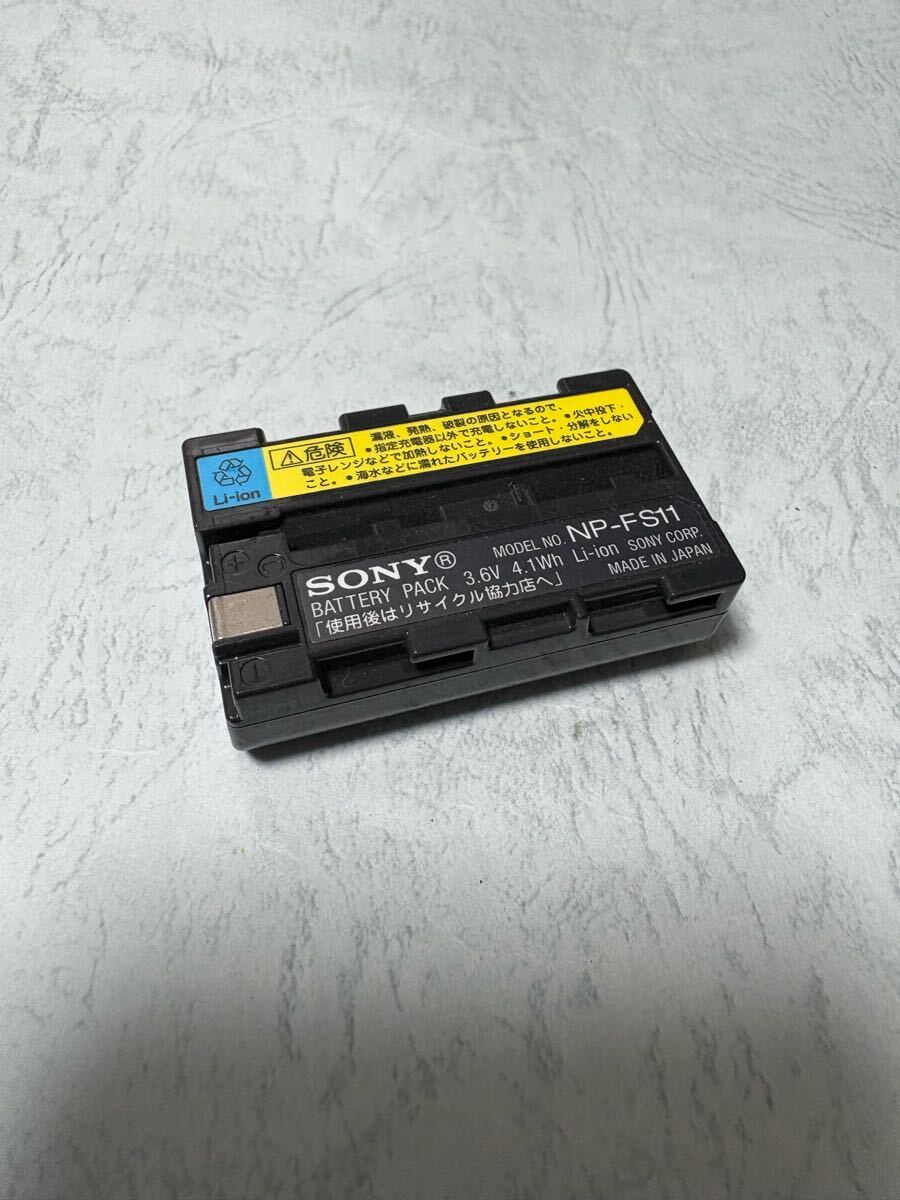 Li-ion
危険
漏液、発熱、破裂の原因となるので、
•指定充電器以外で充電しないこと。•火中投下・
電子レンジなどで加熱しないこと。•ショート・分解をしない
こと。•海水などに濡れたバッテリーを使用しないこと。
C
SONY®
MODEL NO. NP-FS11
BATTERY PACK 3.6V 4.1Wh Li-ion SONY CORP.
「使用後はリサイクル協力店へ」 MADE IN JAPAN